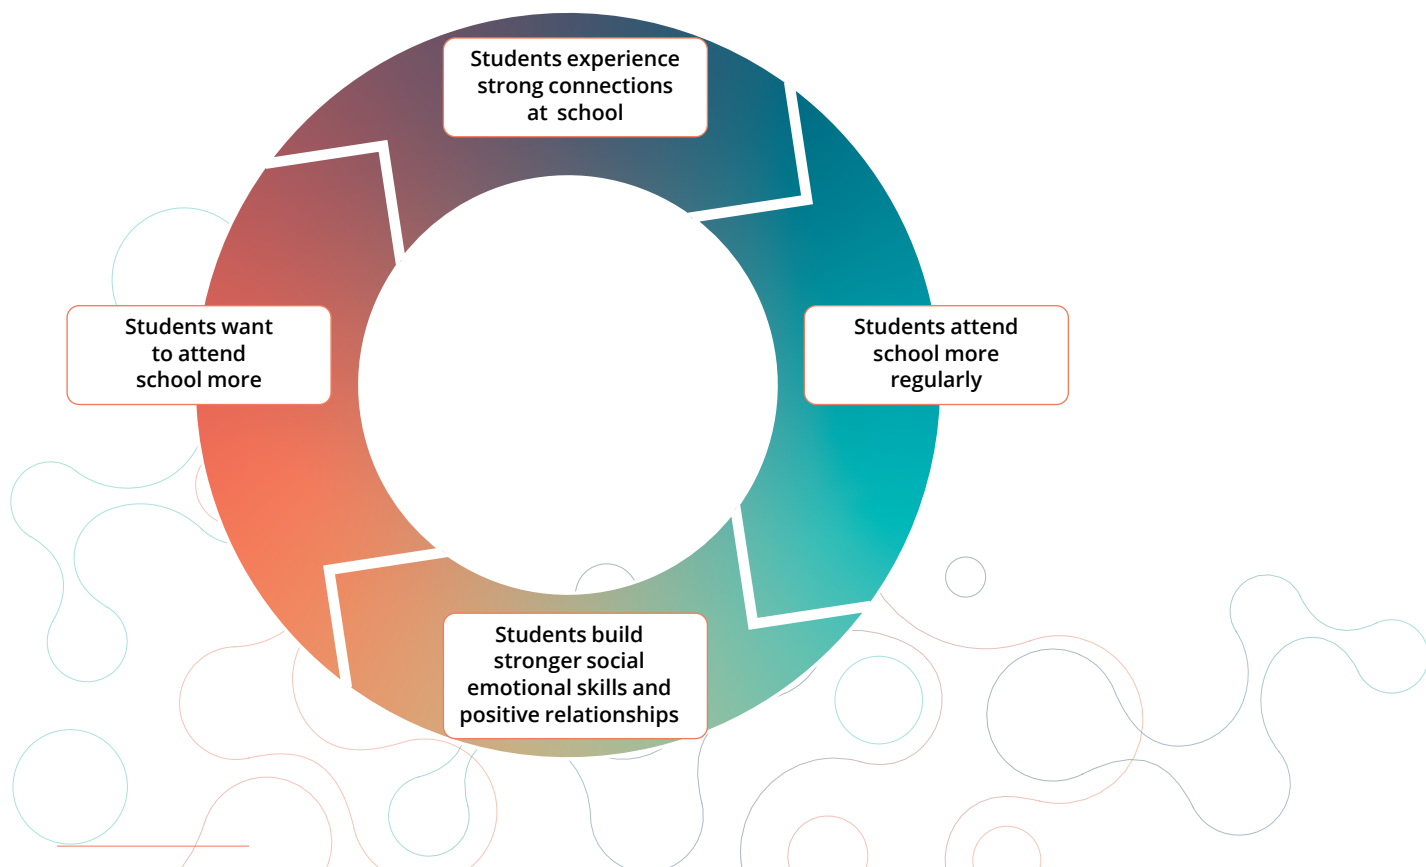 Students experience
strong connections
at school
Students want
to attend
school more
Students attend
school more
regularly
Students build
stronger social
emotional skills and
positive relationships